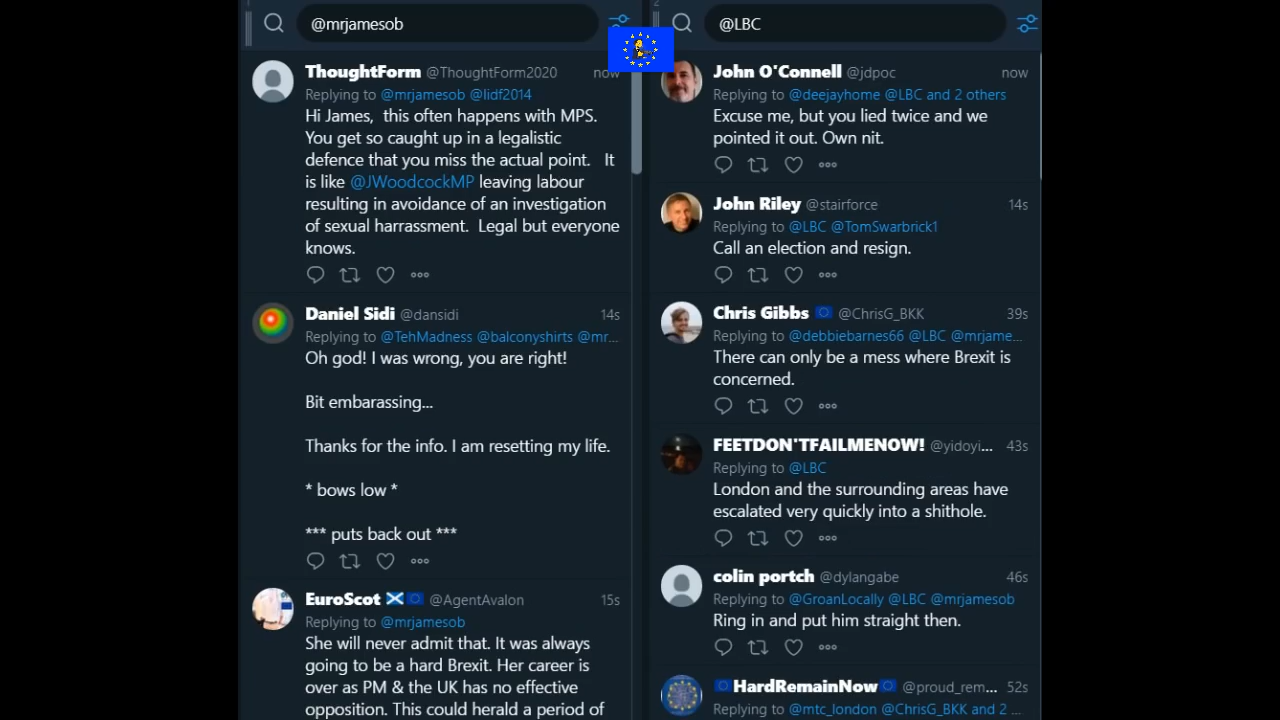 @mrjamesob
ThoughtForm @ThoughtForm2020 now
Replying to @mrjamesob @lidf2014
Hi James, this often happens with MPS.
You get so caught up in a legalistic
defence that you miss the actual point. It
is like @JWoodcockMP leaving labour
resulting in avoidance of an investigation
of sexual harrassment. Legal but everyone
knows.
Daniel Sidi @dansidi 14s
Replying to @TehMadness @balconyshirts @mr...
Oh god! I was wrong, you are right!
Bit embarassing...
Thanks for the info. I am resetting my life.
* bows low *
*** puts back out ***
EuroScot @AgentAvalon 15s
Replying to @mrjamesob
She will never admit that. It was always
going to be a hard Brexit. Her career is
over as PM & the UK has no effective
opposition. This could herald a period of
2
@LBC
John O'Connell @jdpoc now
Replying to @deejayhome @LBC and 2 others
Excuse me, but you lied twice and we
pointed it out. Own nit.
John Riley @stairforce 14s
Replying to @LBC @TomSwarbrick1
Call an election and resign.
Chris Gibbs @ChrisG_BKK 39s
Replying to @debbiebarnes66 @LBC @mrjame...
There can only be a mess where Brexit is
concerned.
FEETDON'TFAILMENOW! @yidoyi... 43s
Replying to @LBC
London and the surrounding areas have
escalated very quickly into a shithole.
colin portch @dylangabe 46s
Replying to @GroanLocally @LBC @mrjamesob
Ring in and put him straight then.
HardRemainNow @proud_rem... 52s
Replying to @mtc_london @ChrisG_BKK and 2 ...